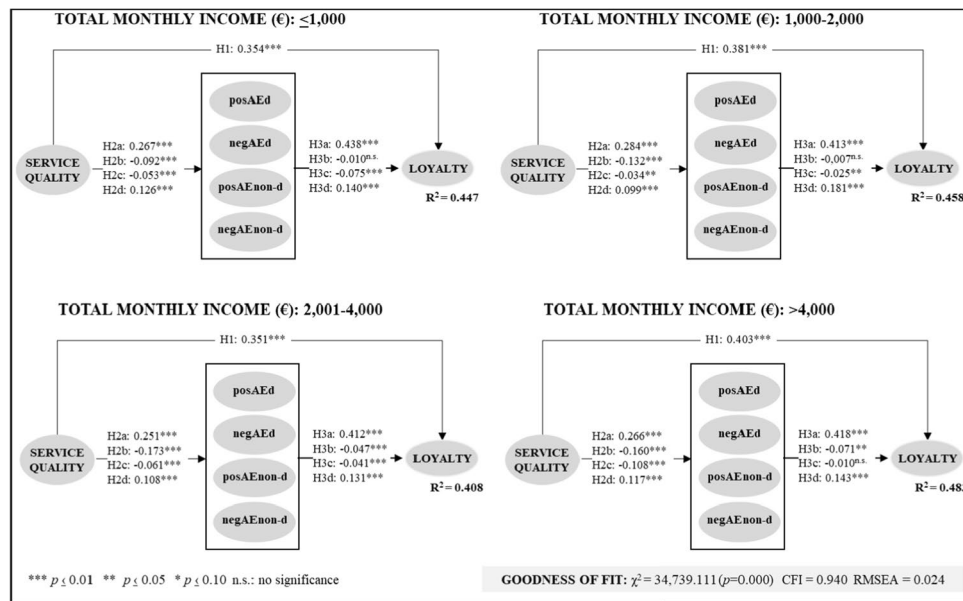 TOTAL MONTHLY INCOME (€): ≤1,000
H1: 0.354***
posAEd
negAEd
posAEnon-d
negAEnon-d
SERVICE
QUALITY
H2a: 0.267***
H2b: -0.092***
H2c: -0.053***
H2d: 0.126***
H3a: 0.438***
H3b: -0.010n.s.
H3c: -0.075***
H3d: 0.140***
LOYALTY
R² = 0.447
TOTAL MONTHLY INCOME (€): 1,000-2,000
H1: 0.381***
posAEd
negAEd
posAEnon-d
negAEnon-d
SERVICE
QUALITY
H2a: 0.284***
H2b: -0.132***
H2c: -0.034**
H2d: 0.099***
H3a: 0.413***
H3b: -0.007n.s.
H3c: -0.025**
H3d: 0.181***
LOYALTY
R² = 0.458
TOTAL MONTHLY INCOME (€): 2,001-4,000
H1: 0.351***
posAEd
negAEd
posAEnon-d
negAEnon-d
SERVICE
QUALITY
H2a: 0.251***
H2b: -0.173***
H2c: -0.061***
H2d: 0.108***
H3a: 0.412***
H3b: -0.047***
H3c: -0.041***
H3d: 0.131***
LOYALTY
R² = 0.408
TOTAL MONTHLY INCOME (€): >4,000
H1: 0.403***
posAEd
negAEd
posAEnon-d
negAEnon-d
SERVICE
QUALITY
H2a: 0.266***
H2b: -0.160***
H2c: -0.108***
H2d: 0.117***
H3a: 0.418***
H3b: -0.071**
H3c: -0.010n.s.
H3d: 0.143***
LOYALTY
R² =
*** p ≤ 0.01 ** p ≤ 0.05 * p ≤ 0.10 n.s.: no significance
GOODNESS OF FIT: χ² = 34,739.111 (p=0.000) CFI = 0.940 RMSEA = 0.024